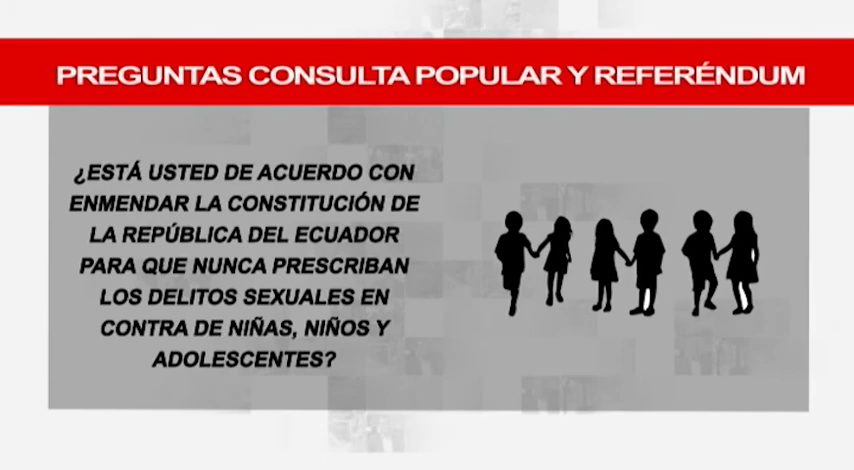 PREGUNTAS CONSULTA POPULAR Y REFERÉNDUM
¿ESTÁ USTED DE ACUERDO CON
ENMENDAR LA CONSTITUCIÓN DE
LA REPÚBLICA DEL ECUADOR
PARA QUE NUNCA PRESCRIBAN
LOS DELITOS SEXUALES EN
CONTRA DE NIÑAS, NIÑOS Y
ADOLESCENTES?